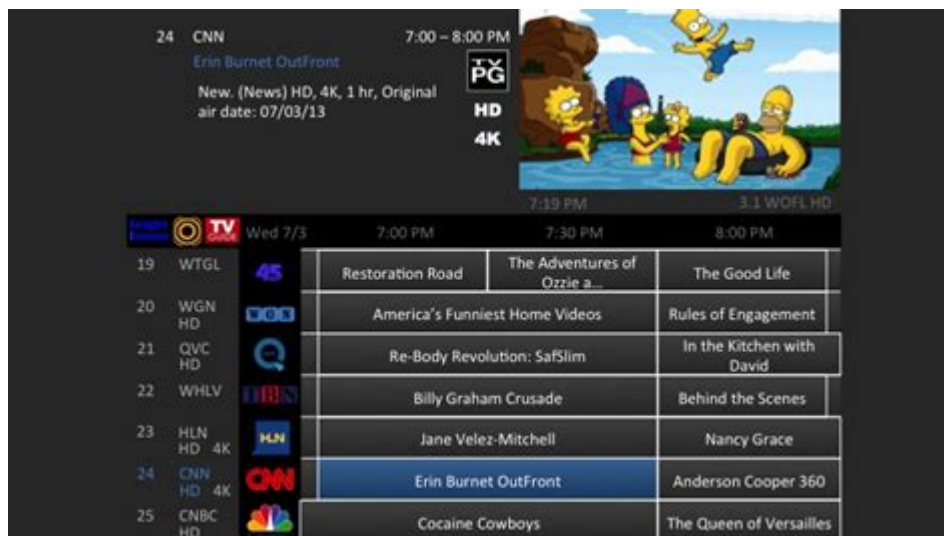 24 CNN 7:00 – 8:00 PM
Erin Burnet OutFront
New. (News) HD, 4K, 1 hr, Original
air date: 07/03/13
TV
PG
HD
4K
7:19 PM 3.1 WOFL HD
TV
GUIDE
Wed 7/3 7:00 PM 7:30 PM 8:00 PM
19 WTGL 45 Restoration Road The Adventures of
Ozzie a... The Good Life
20 WGN
HD WGN America's Funniest Home Videos Rules of Engagement
21 QVC
HD Q Re-Body Revolution: SafSlim In the Kitchen with
David
22 WHLV TBN Billy Graham Crusade Behind the Scenes
23 HLN
HD 4K HLN Jane Velez-Mitchell Nancy Grace
24 CNN
HD 4K CNN Erin Burnet OutFront Anderson Cooper 360
25 CNBC
HD Cocaine Cowboys The Queen of Versailles